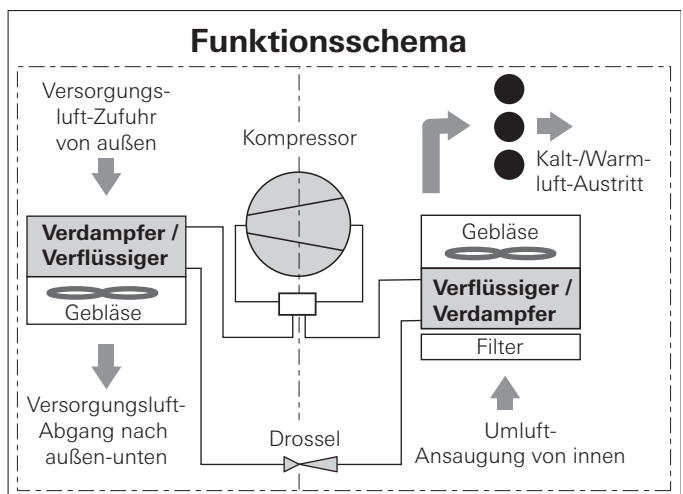 Funktionsschema
Versorgungs-
luft-Zufuhr
von außen
Kompressor
Kalt-/Warm-
luft-Austritt
Verdampfer /
Verflüssiger
Gebläse
Gebläse
Verflüssiger /
Verdampfer
Filter
Versorgungsluft-
Abgang nach
außen-unten
Drossel
Umluft-
Ansaugung von innen